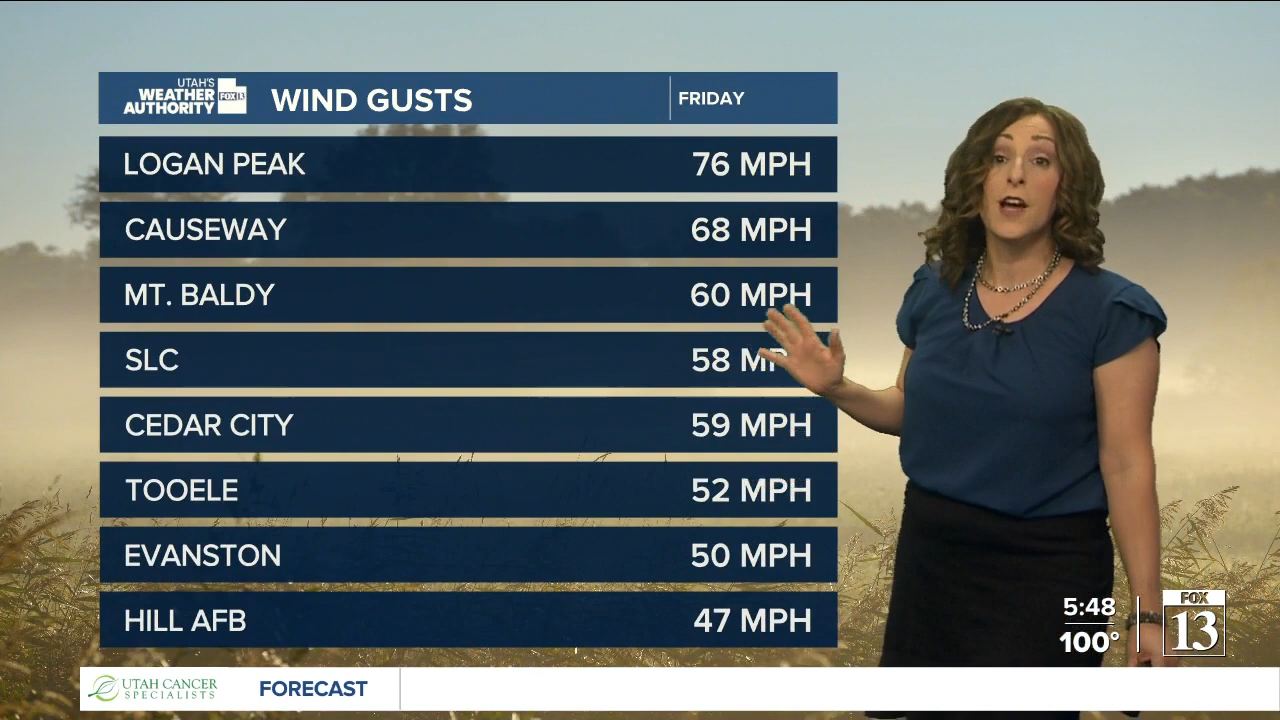 UTAH'S
WEATHER
AUTHORITY
FOX 13
WIND GUSTS
FRIDAY
LOGAN PEAK 76 MPH
CAUSEWAY 68 MPH
MT. BALDY 60 MPH
SLC 58 MP
CEDAR CITY 59 MPH
TOOELE 52 MPH
EVANSTON 50 MPH
HILL AFB 47 MPH
5:48
100°
FOX
13
UTAH CANCER
SPECIALISTS
FORECAST